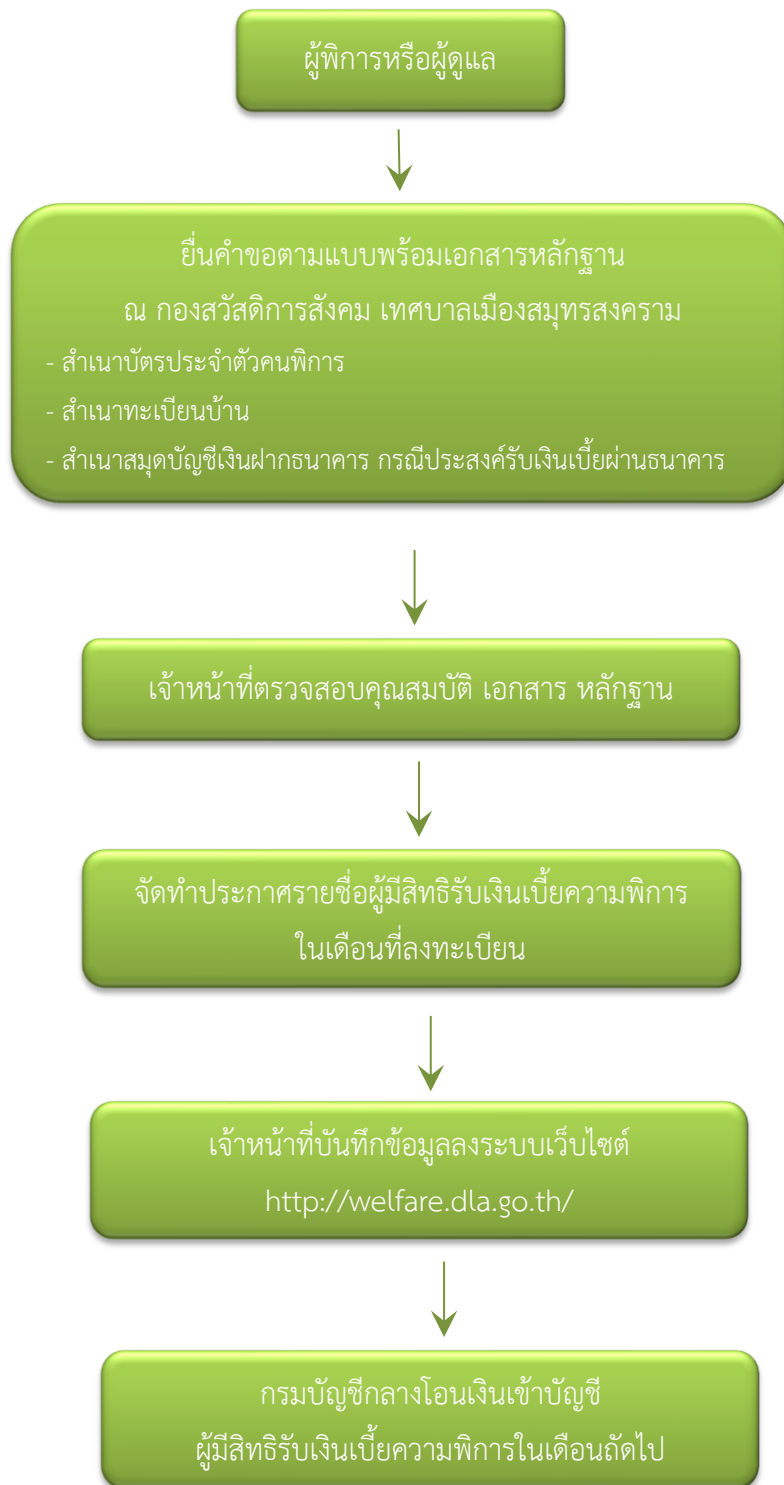 ผู้พิการหรือผู้ดูแล
ยื่นคำขอตามแบบพร้อมเอกสารหลักฐาน
ณ กองสวัสดิการสังคม เทศบาลเมืองสมุทรสงคราม
- สำเนาบัตรประจำตัวคนพิการ
- สำเนาทะเบียนบ้าน
- สำเนาสมุดบัญชีเงินฝากธนาคาร กรณีประสงค์รับเงินเบี้ยผ่านธนาคาร
เจ้าหน้าที่ตรวจสอบคุณสมบัติ เอกสาร หลักฐาน
จัดทำประกาศรายชื่อผู้มีสิทธิรับเงินเบี้ยความพิการ
ในเดือนที่ลงทะเบียน
เจ้าหน้าที่บันทึกข้อมูลลงระบบเว็บไซต์
http://welfare.dla.go.th/
กรมบัญชีกลางโอนเงินเข้าบัญชี
ผู้มีสิทธิรับเงินเบี้ยความพิการในเดือนถัดไป